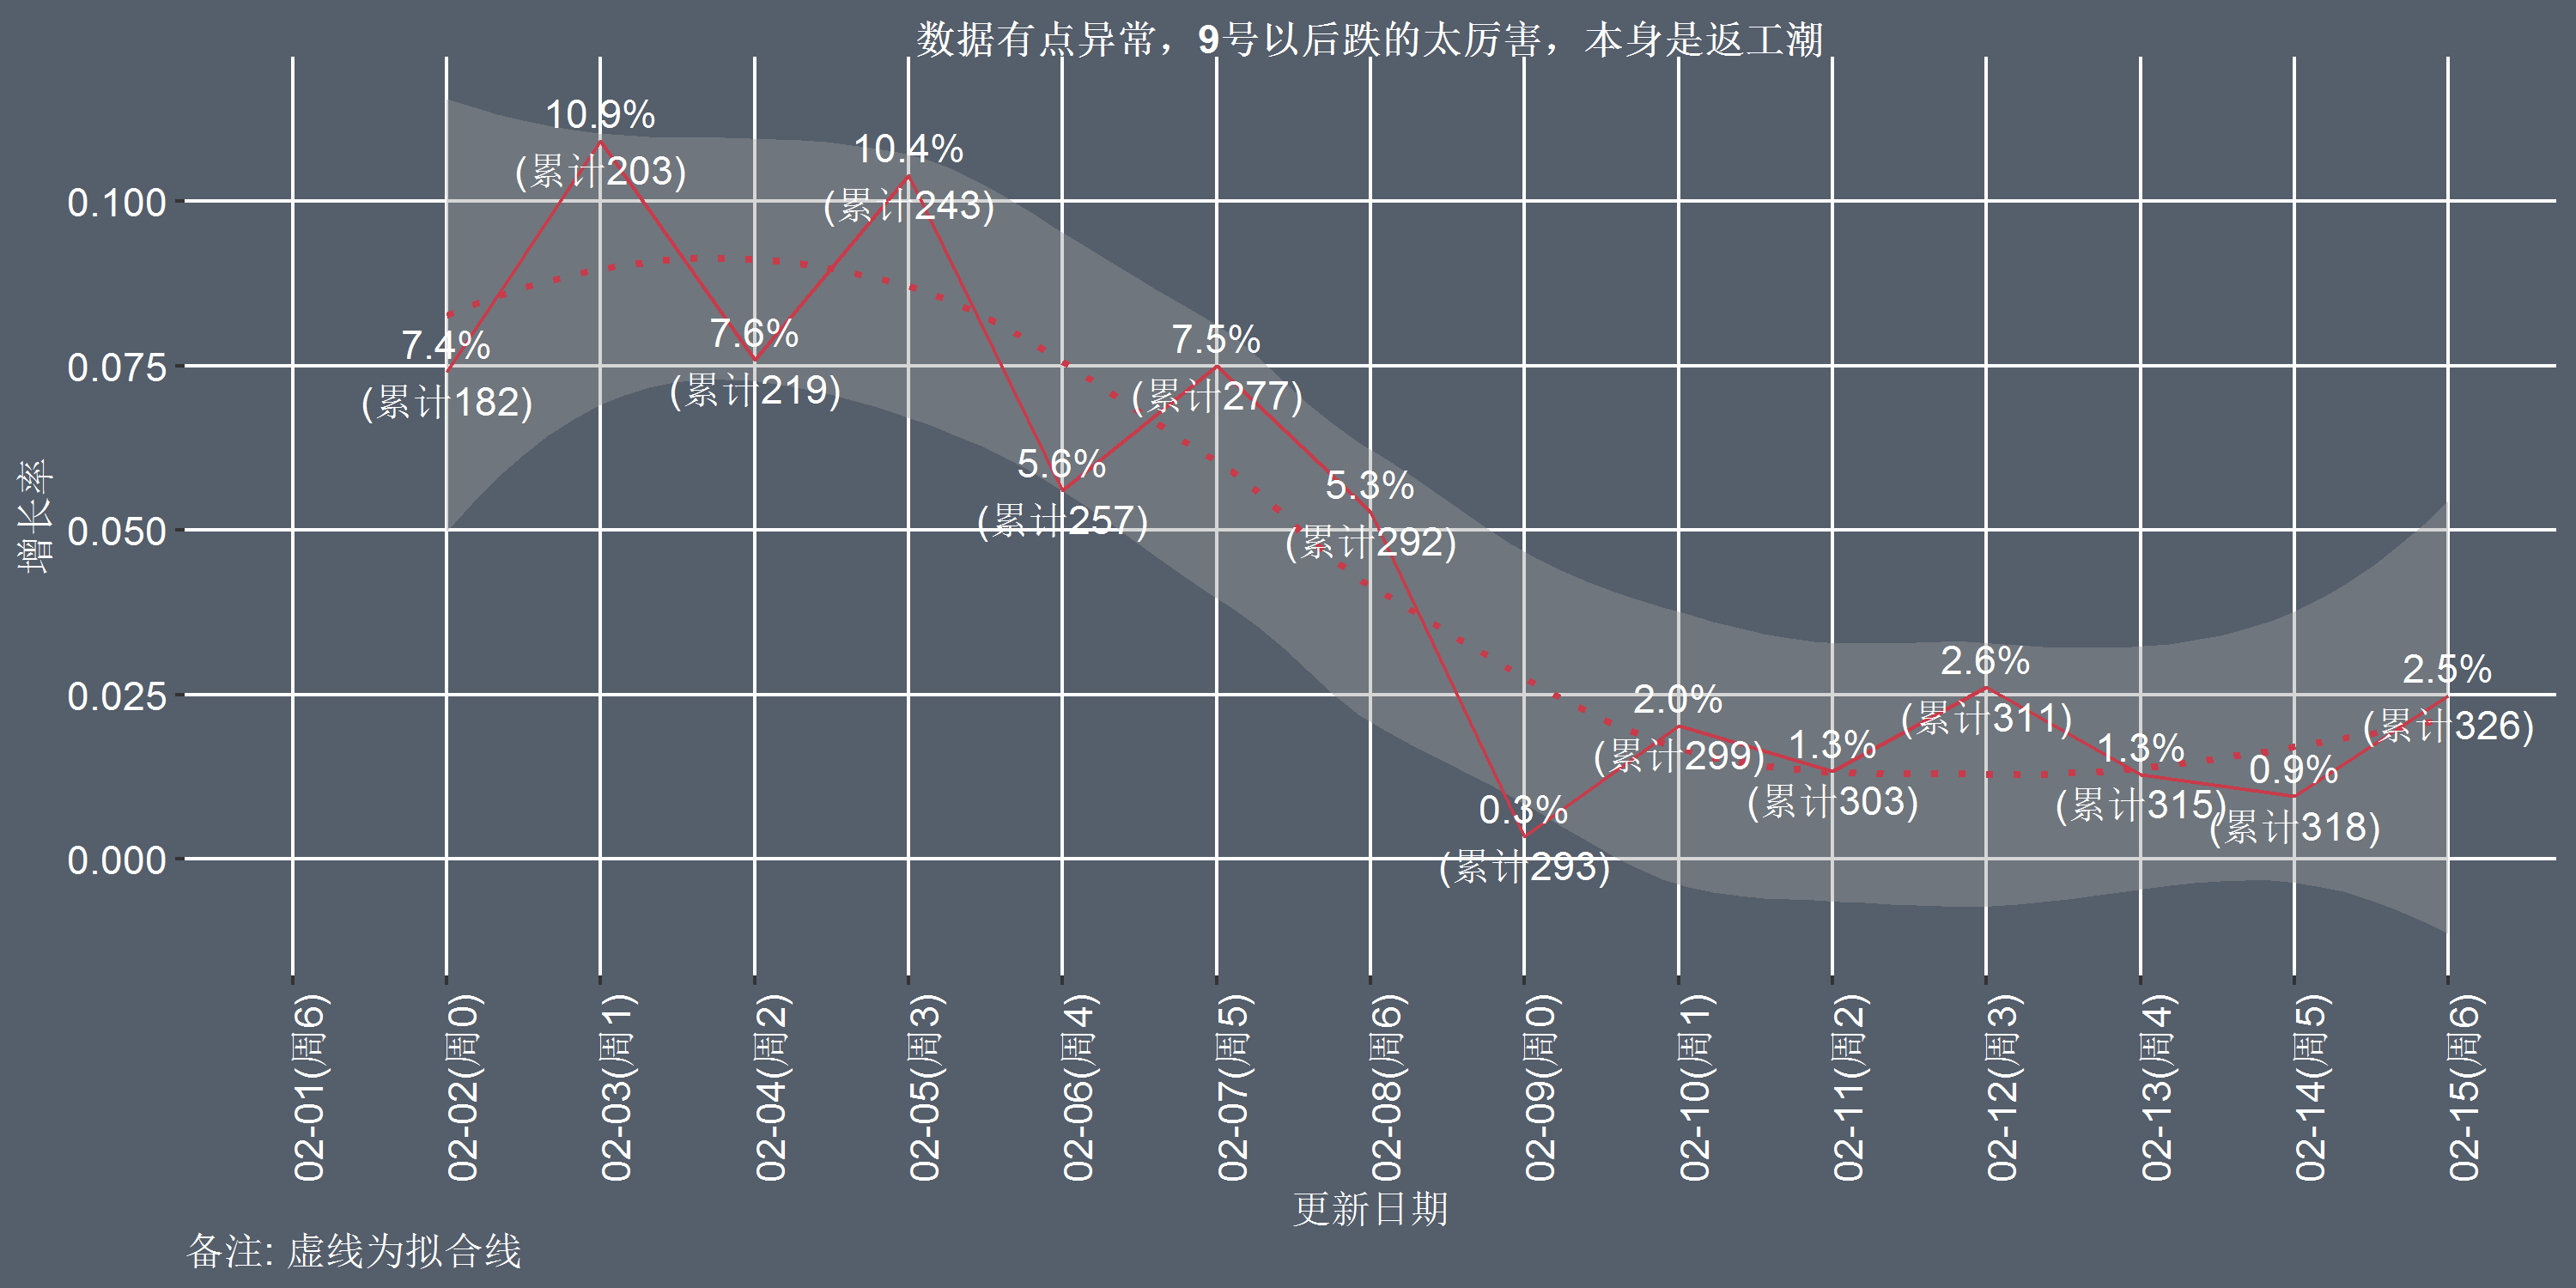 数据有点异常，9号以后跌的太厉害，本身是返工潮
增长率
0.100
0.075
0.050
0.025
0.000
7.4%
(累计182)
10.9%
(累计203)
7.6%
(累计219)
10.4%
(累计243)
5.6%
(累计257)
7.5%
(累计277)
5.3%
(累计292)
0.3%
(累计293)
2.0%
(累计299)
1.3%
(累计303)
2.6%
(累计311)
1.3%
(累计315)
0.9%
(累计318)
2.5%
(累计326)
02-01(周6)
02-02(周0)
02-03(周1)
02-04(周2)
02-05(周3)
02-06(周4)
02-07(周5)
02-08(周6)
02-09(周0)
02-10(周1)
02-11(周2)
02-12(周3)
02-13(周4)
02-14(周5)
02-15(周6)
更新日期
备注: 虚线为拟合线